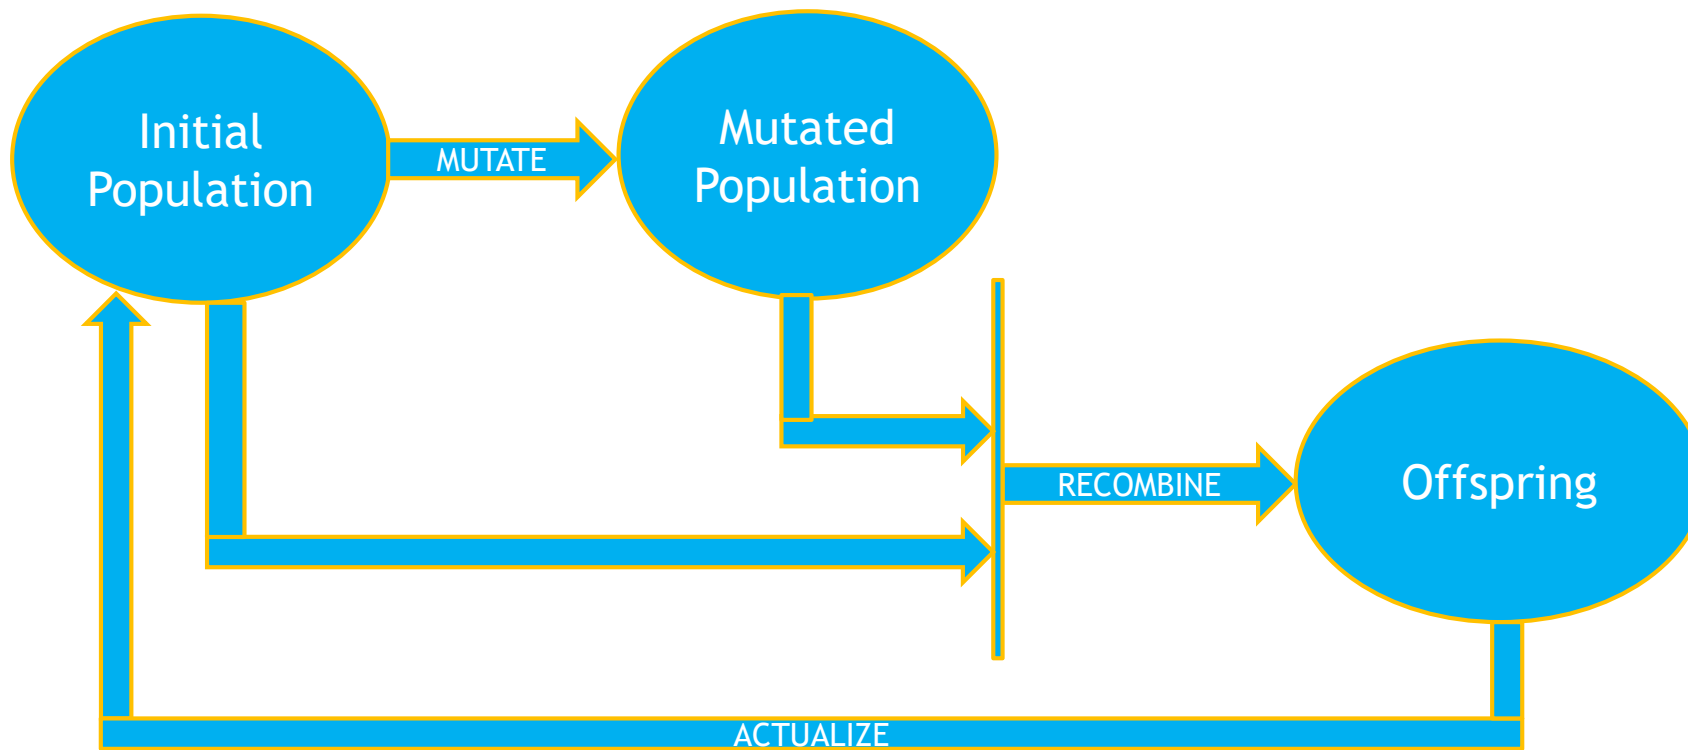 Initial
Population
MUTATE
Mutated
Population
RECOMBINE
Offspring
ACTUALIZE